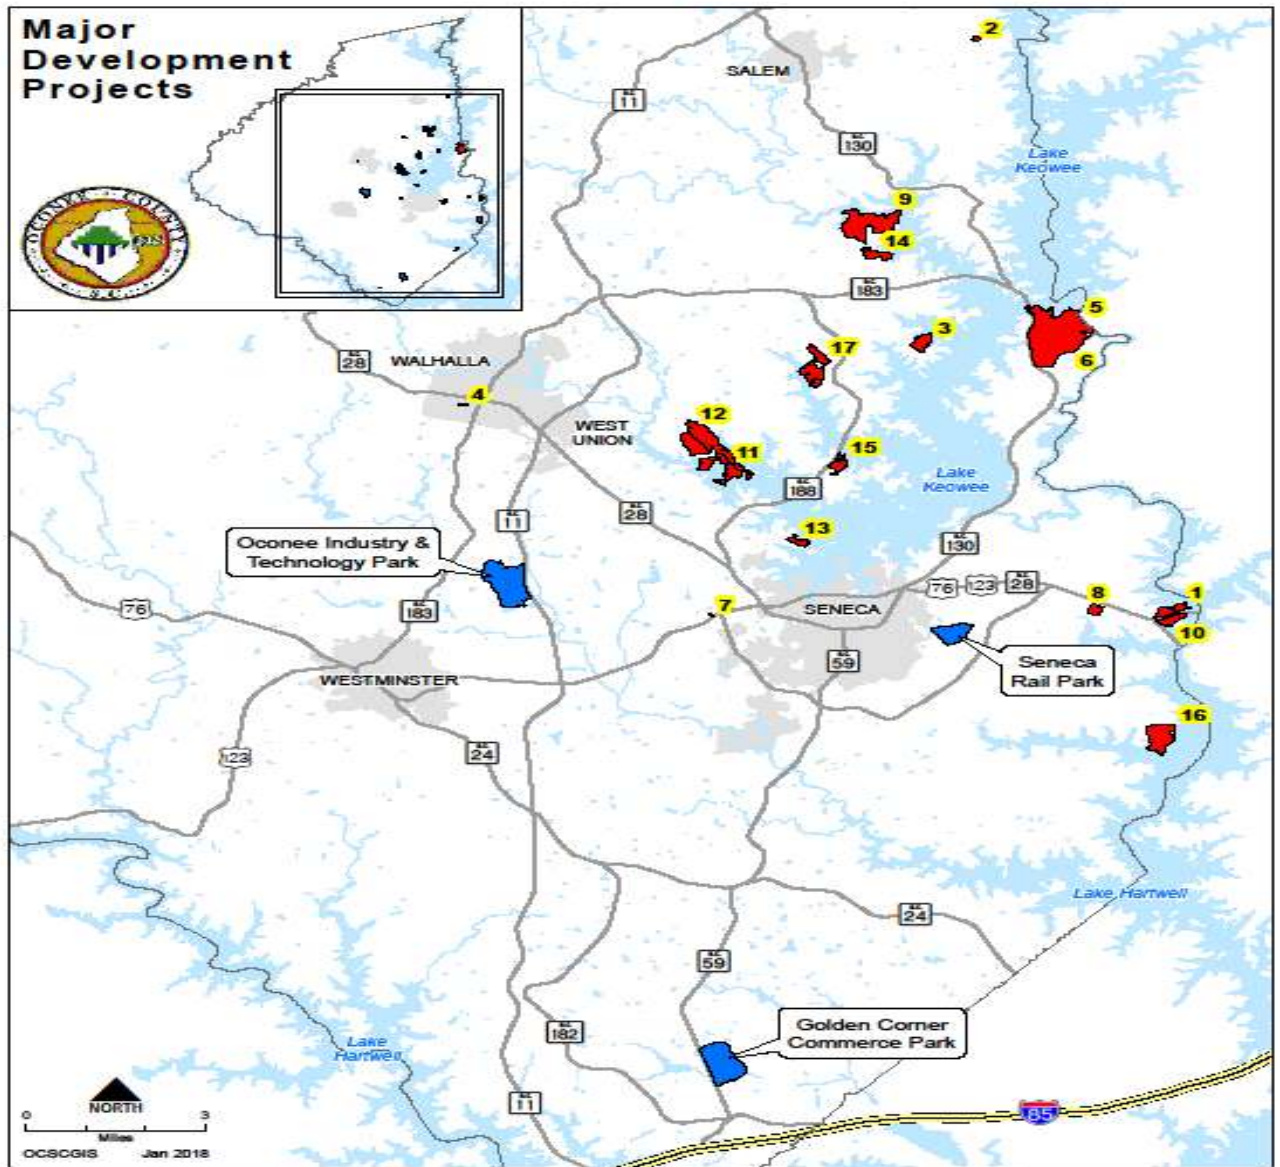 Major
Development
Projects
OCONEE COUNTY
S.C.
2
SALEM
S.C.
11
S.C.
130
Lake
Keowee
9
14
S.C.
183
5
3
6
17
S.C.
28
WALHALLA
4
12
WEST
UNION
11
15
Lake
Keowee
S.C.
188
S.C.
11
S.C.
28
13
S.C.
130
Oconee Industry &
Technology Park
76
S.C.
183
7
SENECA
76
123
S.C.
28
8
1
10
S.C.
59
Seneca
Rail Park
WESTMINSTER
16
123
S.C.
24
Lake Hartwell
S.C.
24
S.C.
59
Golden Corner
Commerce Park
S.C.
182
Lake
Hartwell
NORTH
0 3
Miles
OCSCGIS Jan 2018
S.C.
11
85